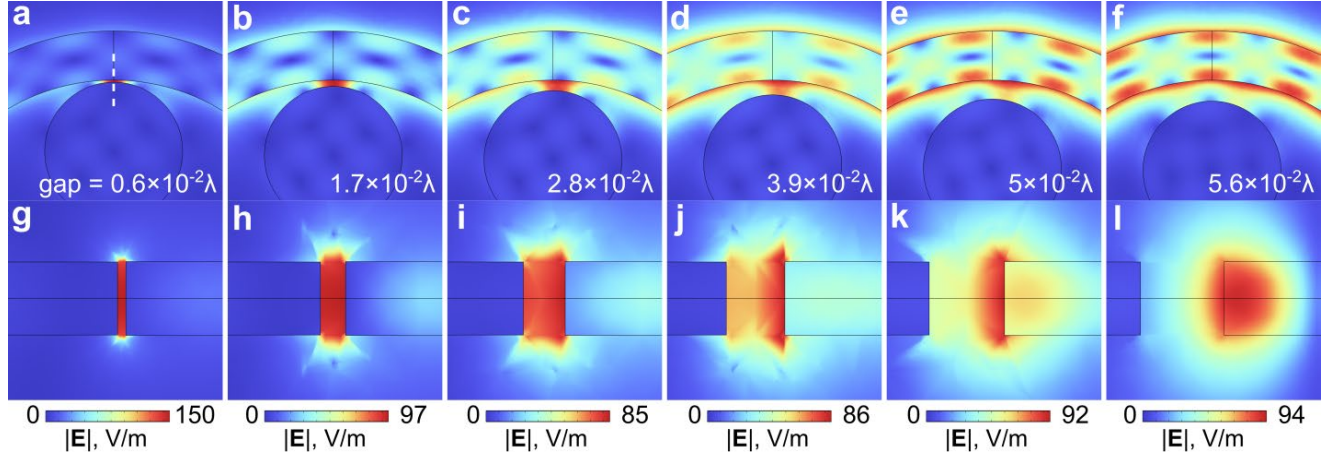 a b c d e f
gap = 0.6×10⁻²λ 1.7×10⁻²λ 2.8×10⁻²λ 3.9×10⁻²λ 5×10⁻²λ 5.6×10⁻²λ
g h i j k l
0 150 0 97 0 85 0 86 0 92 0 94
|E|, V/m |E|, V/m |E|, V/m |E|, V/m |E|, V/m |E|, V/m